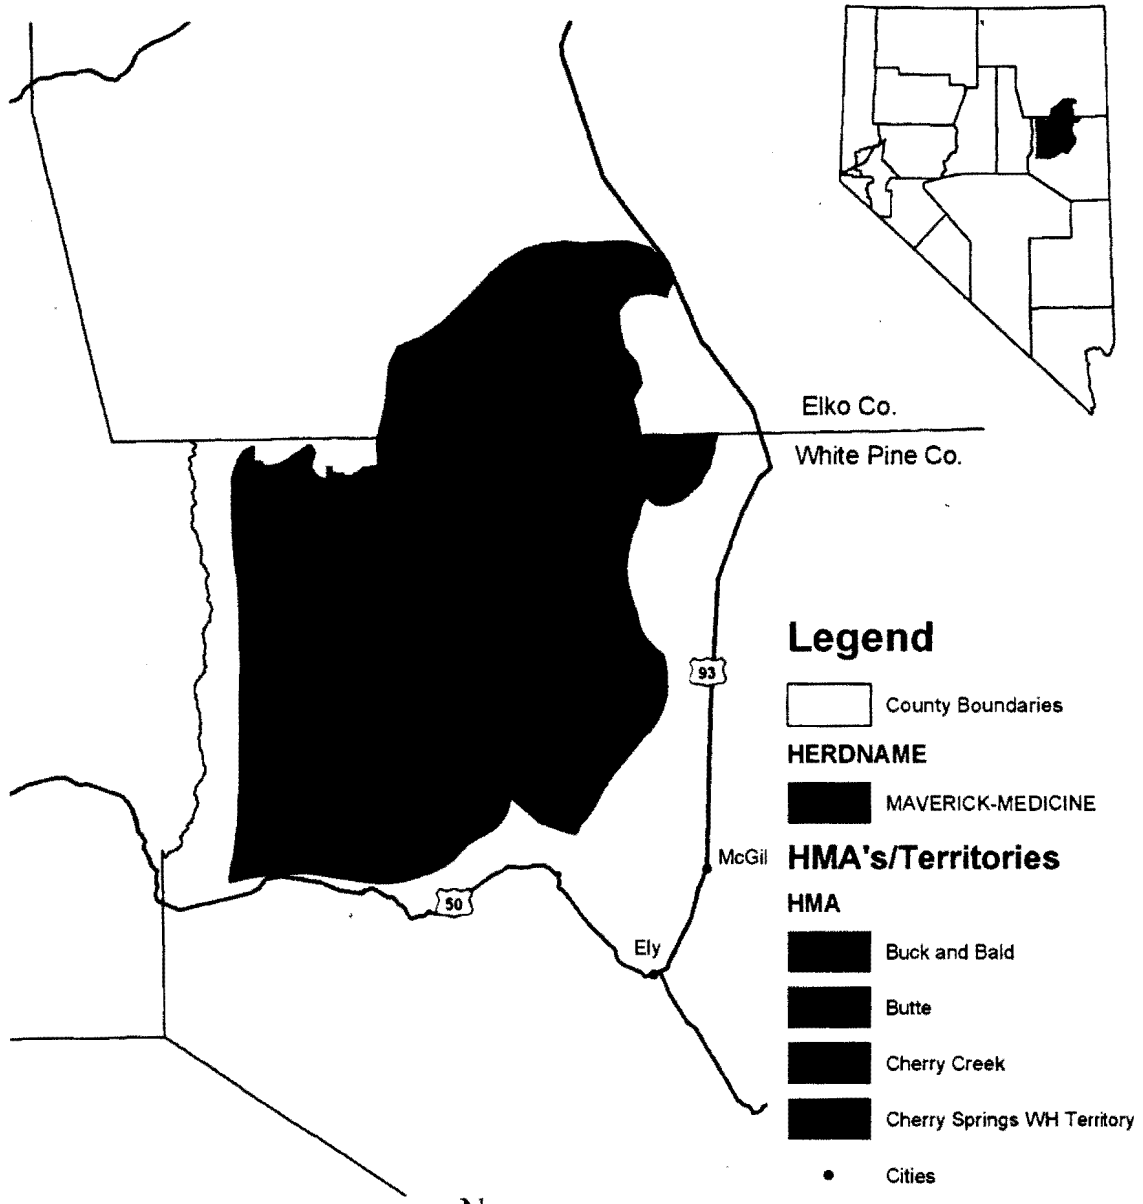 Elko Co.
White Pine Co.
93
McGil
50
Ely
Legend
County Boundaries
HERDNAME
MAVERICK-MEDICINE
HMA's/Territories
HMA
Buck and Bald
Butte
Cherry Creek
Cherry Springs WH Territory
Cities
N